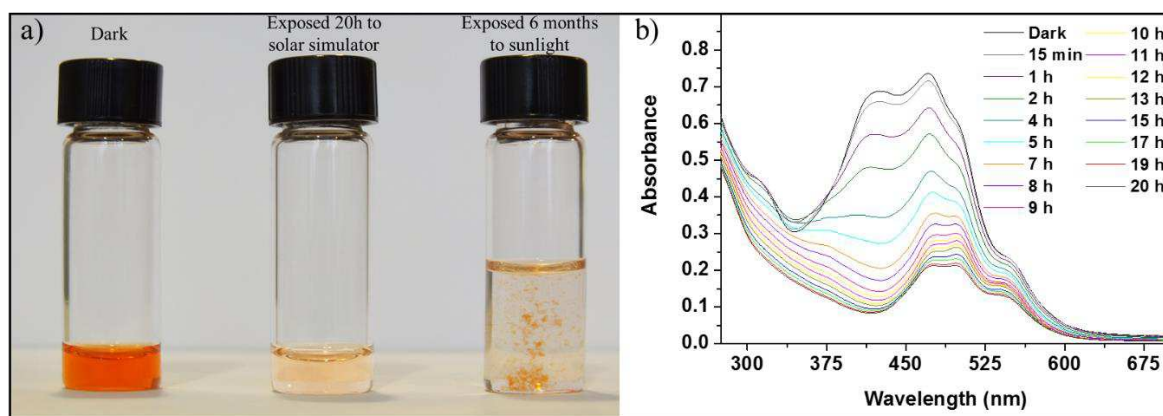 a)
Dark
Exposed 20h to
solar simulator
Exposed 6 months
to sunlight
b)
Absorbance
0.8
0.7
0.6
0.5
0.4
0.3
0.2
0.1
0.0
300
375
450
525
600
675
Wavelength (nm)
Dark
15 min
1 h
2 h
4 h
5 h
7 h
8 h
9 h
10 h
11 h
12 h
13 h
15 h
17 h
19 h
20 h